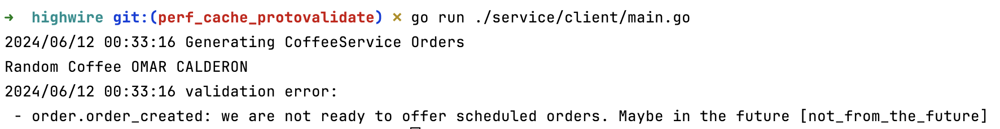 → highwire git:(perf_cache_protovalidate) ✗ go run ./service/client/main.go
2024/06/12 00:33:16 Generating CoffeeService Orders
Random Coffee OMAR CALDERON
2024/06/12 00:33:16 validation error:
- order.order_created: we are not ready to offer scheduled orders. Maybe in the future [not_from_the_future]